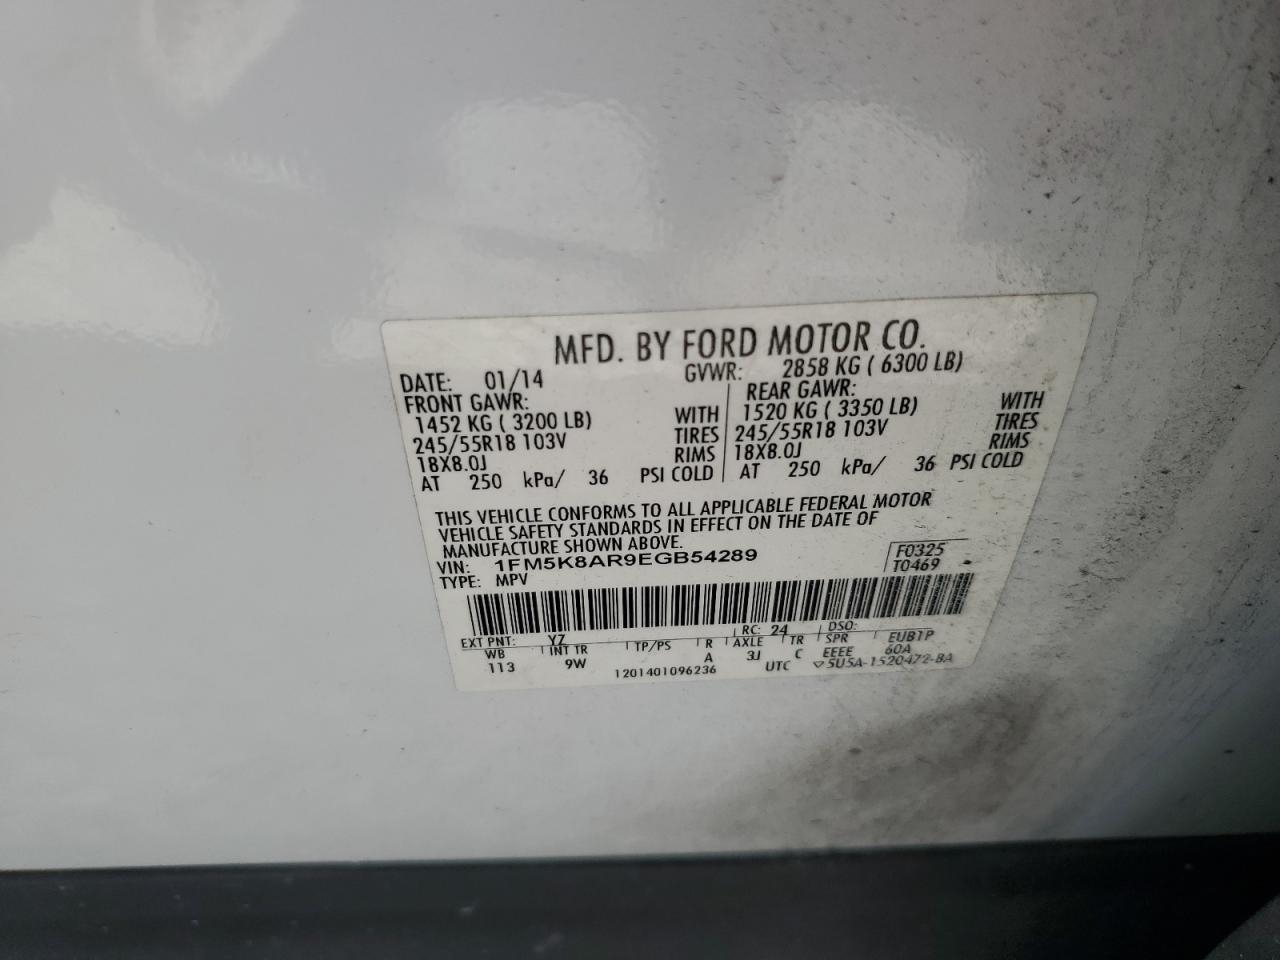 MFD. BY FORD MOTOR CO.
DATE: 01/14 GVWR: 2858 KG ( 6300 LB)
FRONT GAWR: REAR GAWR:
1452 KG ( 3200 LB) WITH 1520 KG ( 3350 LB) WITH
245/55R18 103V TIRES 245/55R18 103V TIRES
18X8.0J RIMS 18X8.0J RIMS
AT 250 kPa/ 36 PSI COLD AT 250 kPa/ 36 PSI COLD
THIS VEHICLE CONFORMS TO ALL APPLICABLE FEDERAL MOTOR
VEHICLE SAFETY STANDARDS IN EFFECT ON THE DATE OF
MANUFACTURE SHOWN ABOVE.
VIN: 1FM5K8AR9EGB54289 F0325
TYPE: MPV T0469
EXT PNT: YZ RC: 24 DSO:
WB INT TR TP/PS R AXLE TR SPR EUB1P
113 9W A 3J C EEEE 60A
1201401096236 UTC ▽5U5A-1520472-BA